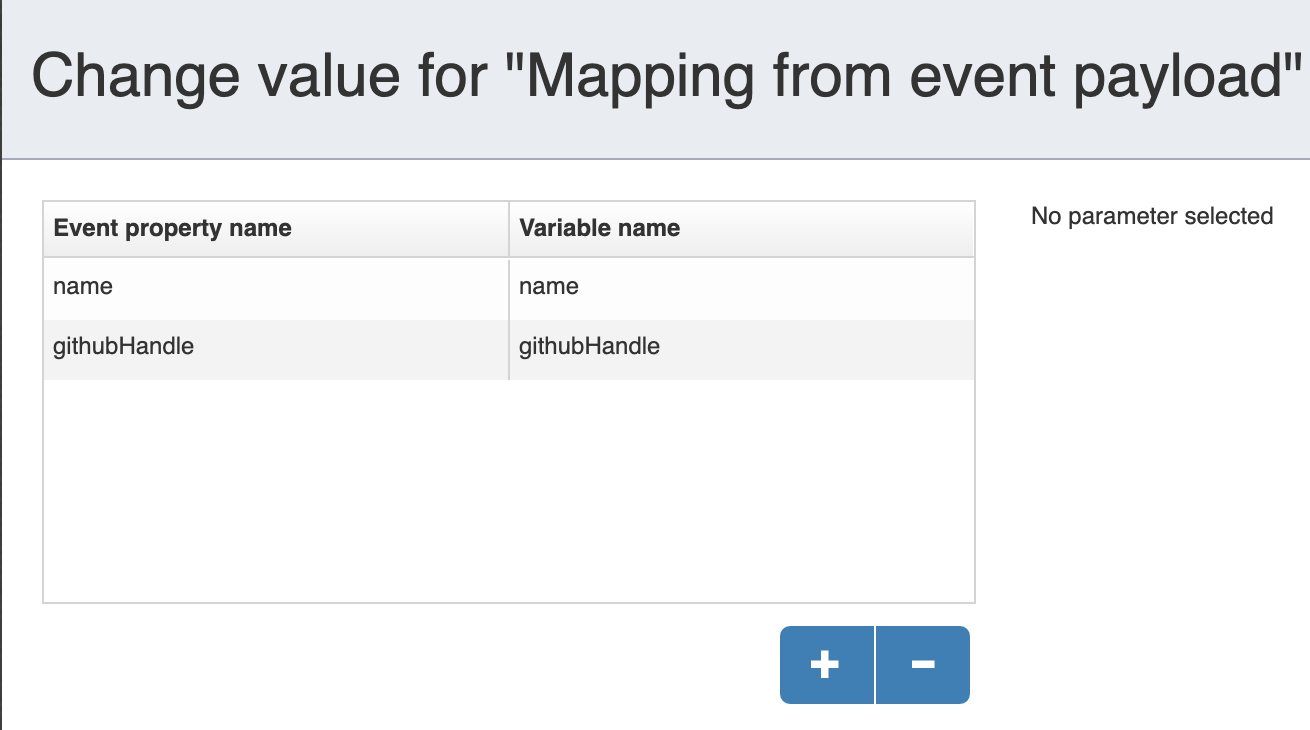 Change value for "Mapping from event payload"
Event property name Variable name
No parameter selected
name name
githubHandle githubHandle